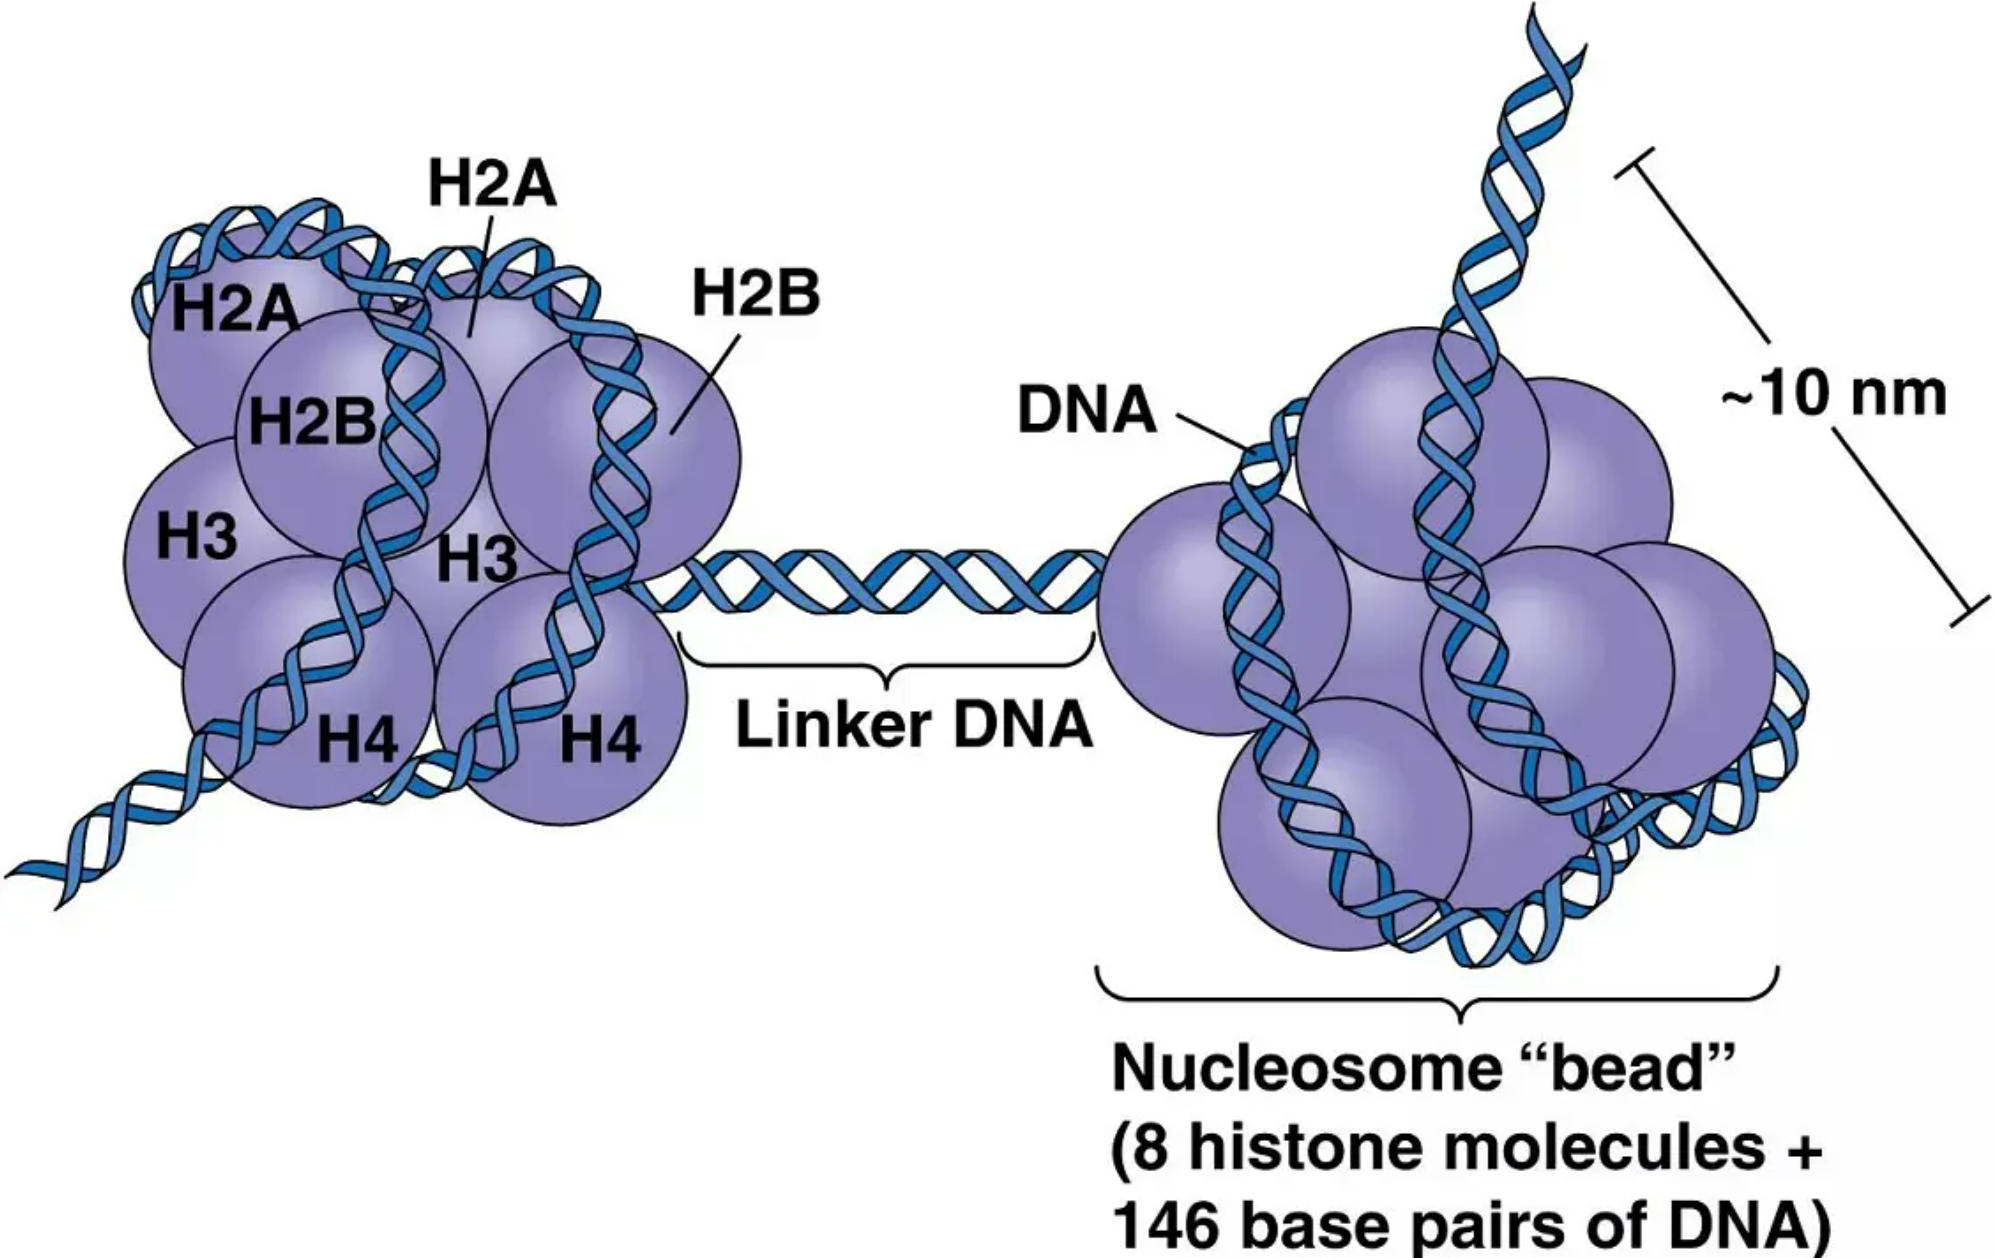 H2A
H2B
H2A
H2B
H3
H3
H4
H4
Linker DNA
DNA
~10 nm
Nucleosome “bead”
(8 histone molecules +
146 base pairs of DNA)